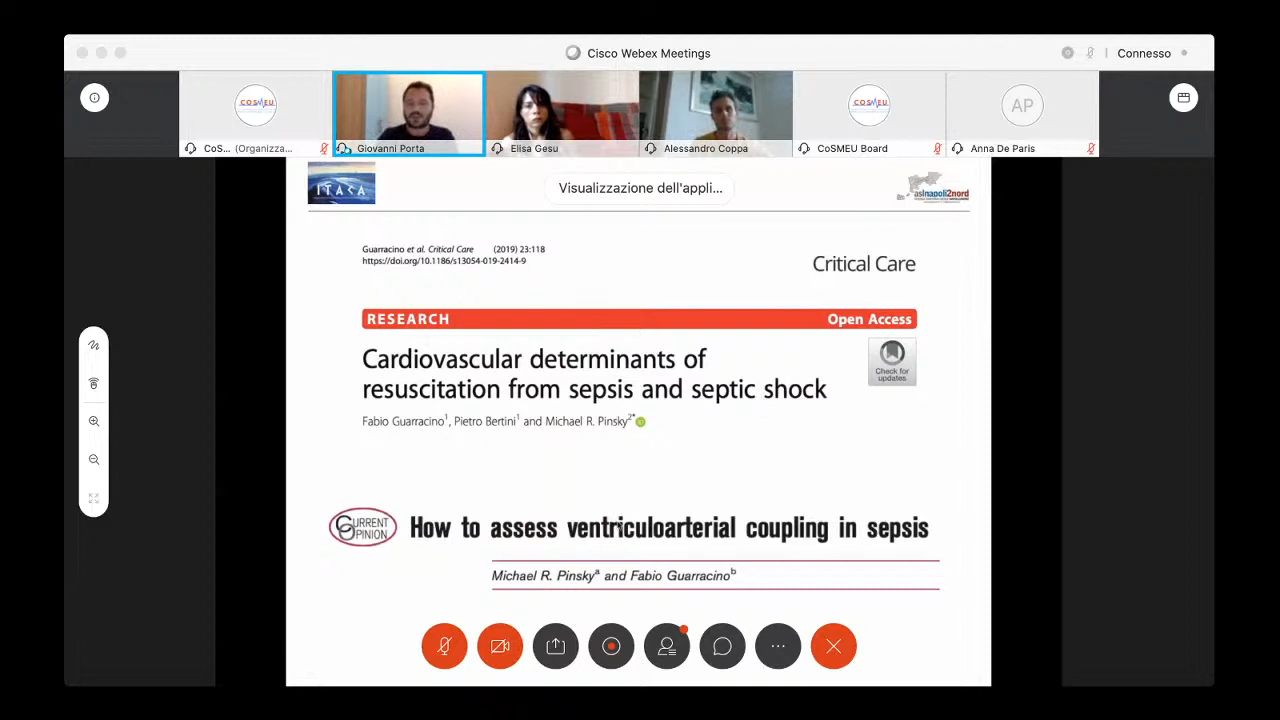 Cisco Webex Meetings
Connesso
COSMEU
COSMEU
AP
CoS... (Organizza...
Giovanni Porta
Elisa Gesu
Alessandro Coppa
CoSMEU Board
Anna De Paris
ITACA
Visualizzazione dell'appli...
aslnapoli2nord
Guarracino et al. Critical Care (2019) 23:118
https://doi.org/10.1186/s13054-019-2414-9
Critical Care
RESEARCH
Open Access
Cardiovascular determinants of
resuscitation from sepsis and septic shock
Check for
updates
Fabio Guarracino1, Pietro Bertini1 and Michael R. Pinsky2*
CURRENT
OPINION
How to assess ventriculoarterial coupling in sepsis
Michael R. Pinskya and Fabio Guarracinob